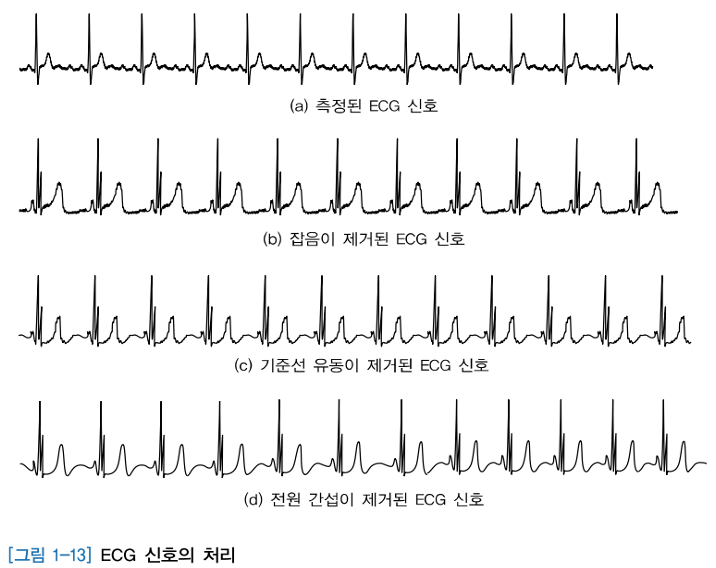 (a) 측정된 ECG 신호
(b) 잡음이 제거된 ECG 신호
(c) 기준선 유동이 제거된 ECG 신호
(d) 전원 간섭이 제거된 ECG 신호
[그림 1-13] ECG 신호의 처리